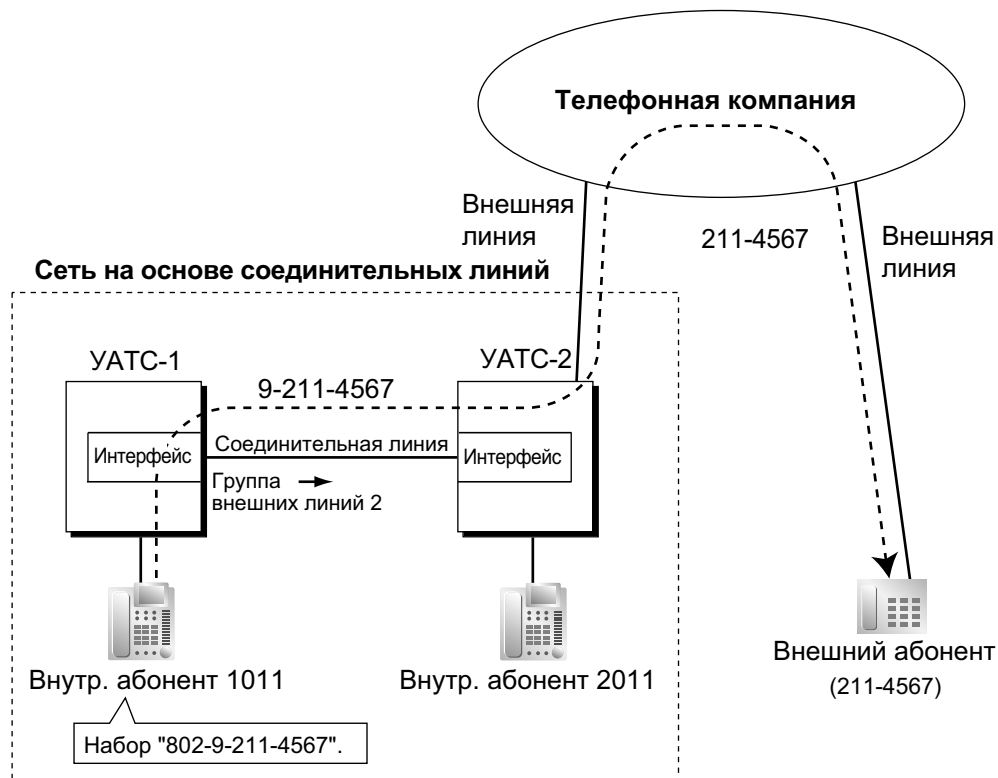 Телефонная компания
Внешняя
линия
211-4567
Внешняя
линия
Сеть на основе соединительных линий
УАТС-1
УАТС-2
9-211-4567
Интерфейс
Соединительная линия
Интерфейс
Группа
внешних линий 2
Внутр. абонент 1011
Внутр. абонент 2011
Внешний абонент
(211-4567)
Набор "802-9-211-4567".